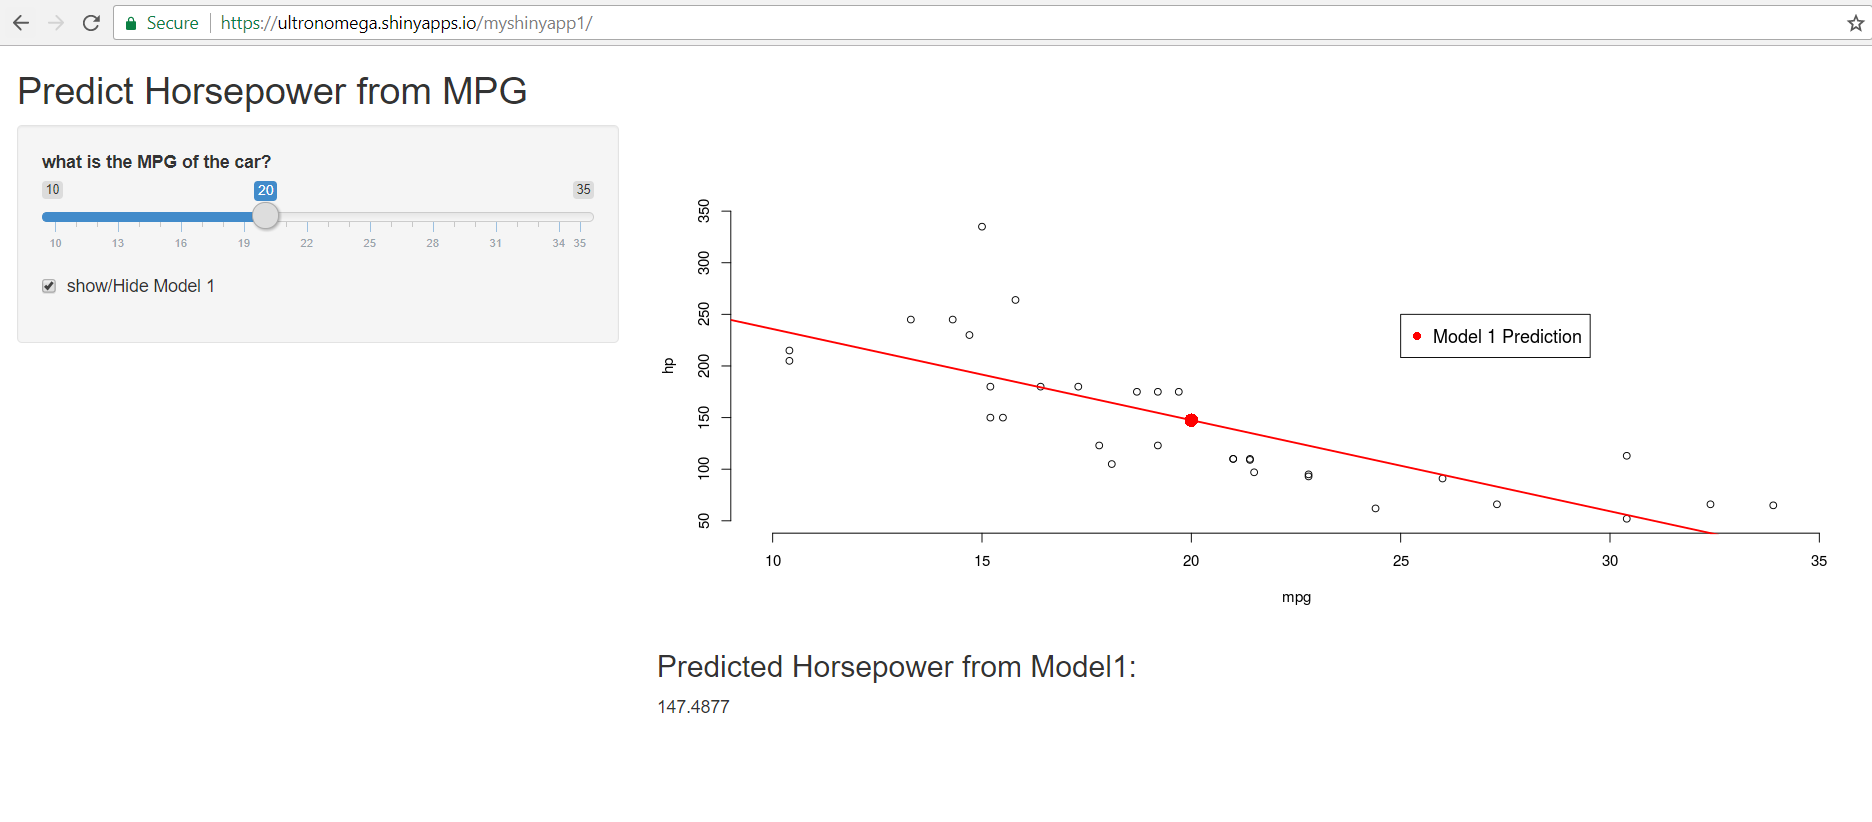 Secure https://ultronomega.shinyapps.io/myshinyapp1/
Predict Horsepower from MPG
what is the MPG of the car?
10 20 35
10 13 16 19 22 25 28 31 34 35
show/Hide Model 1
350
300
250
200
150
100
50
hp
Model 1 Prediction
10 15 20 25 30 35
mpg
Predicted Horsepower from Model1:
147.4877